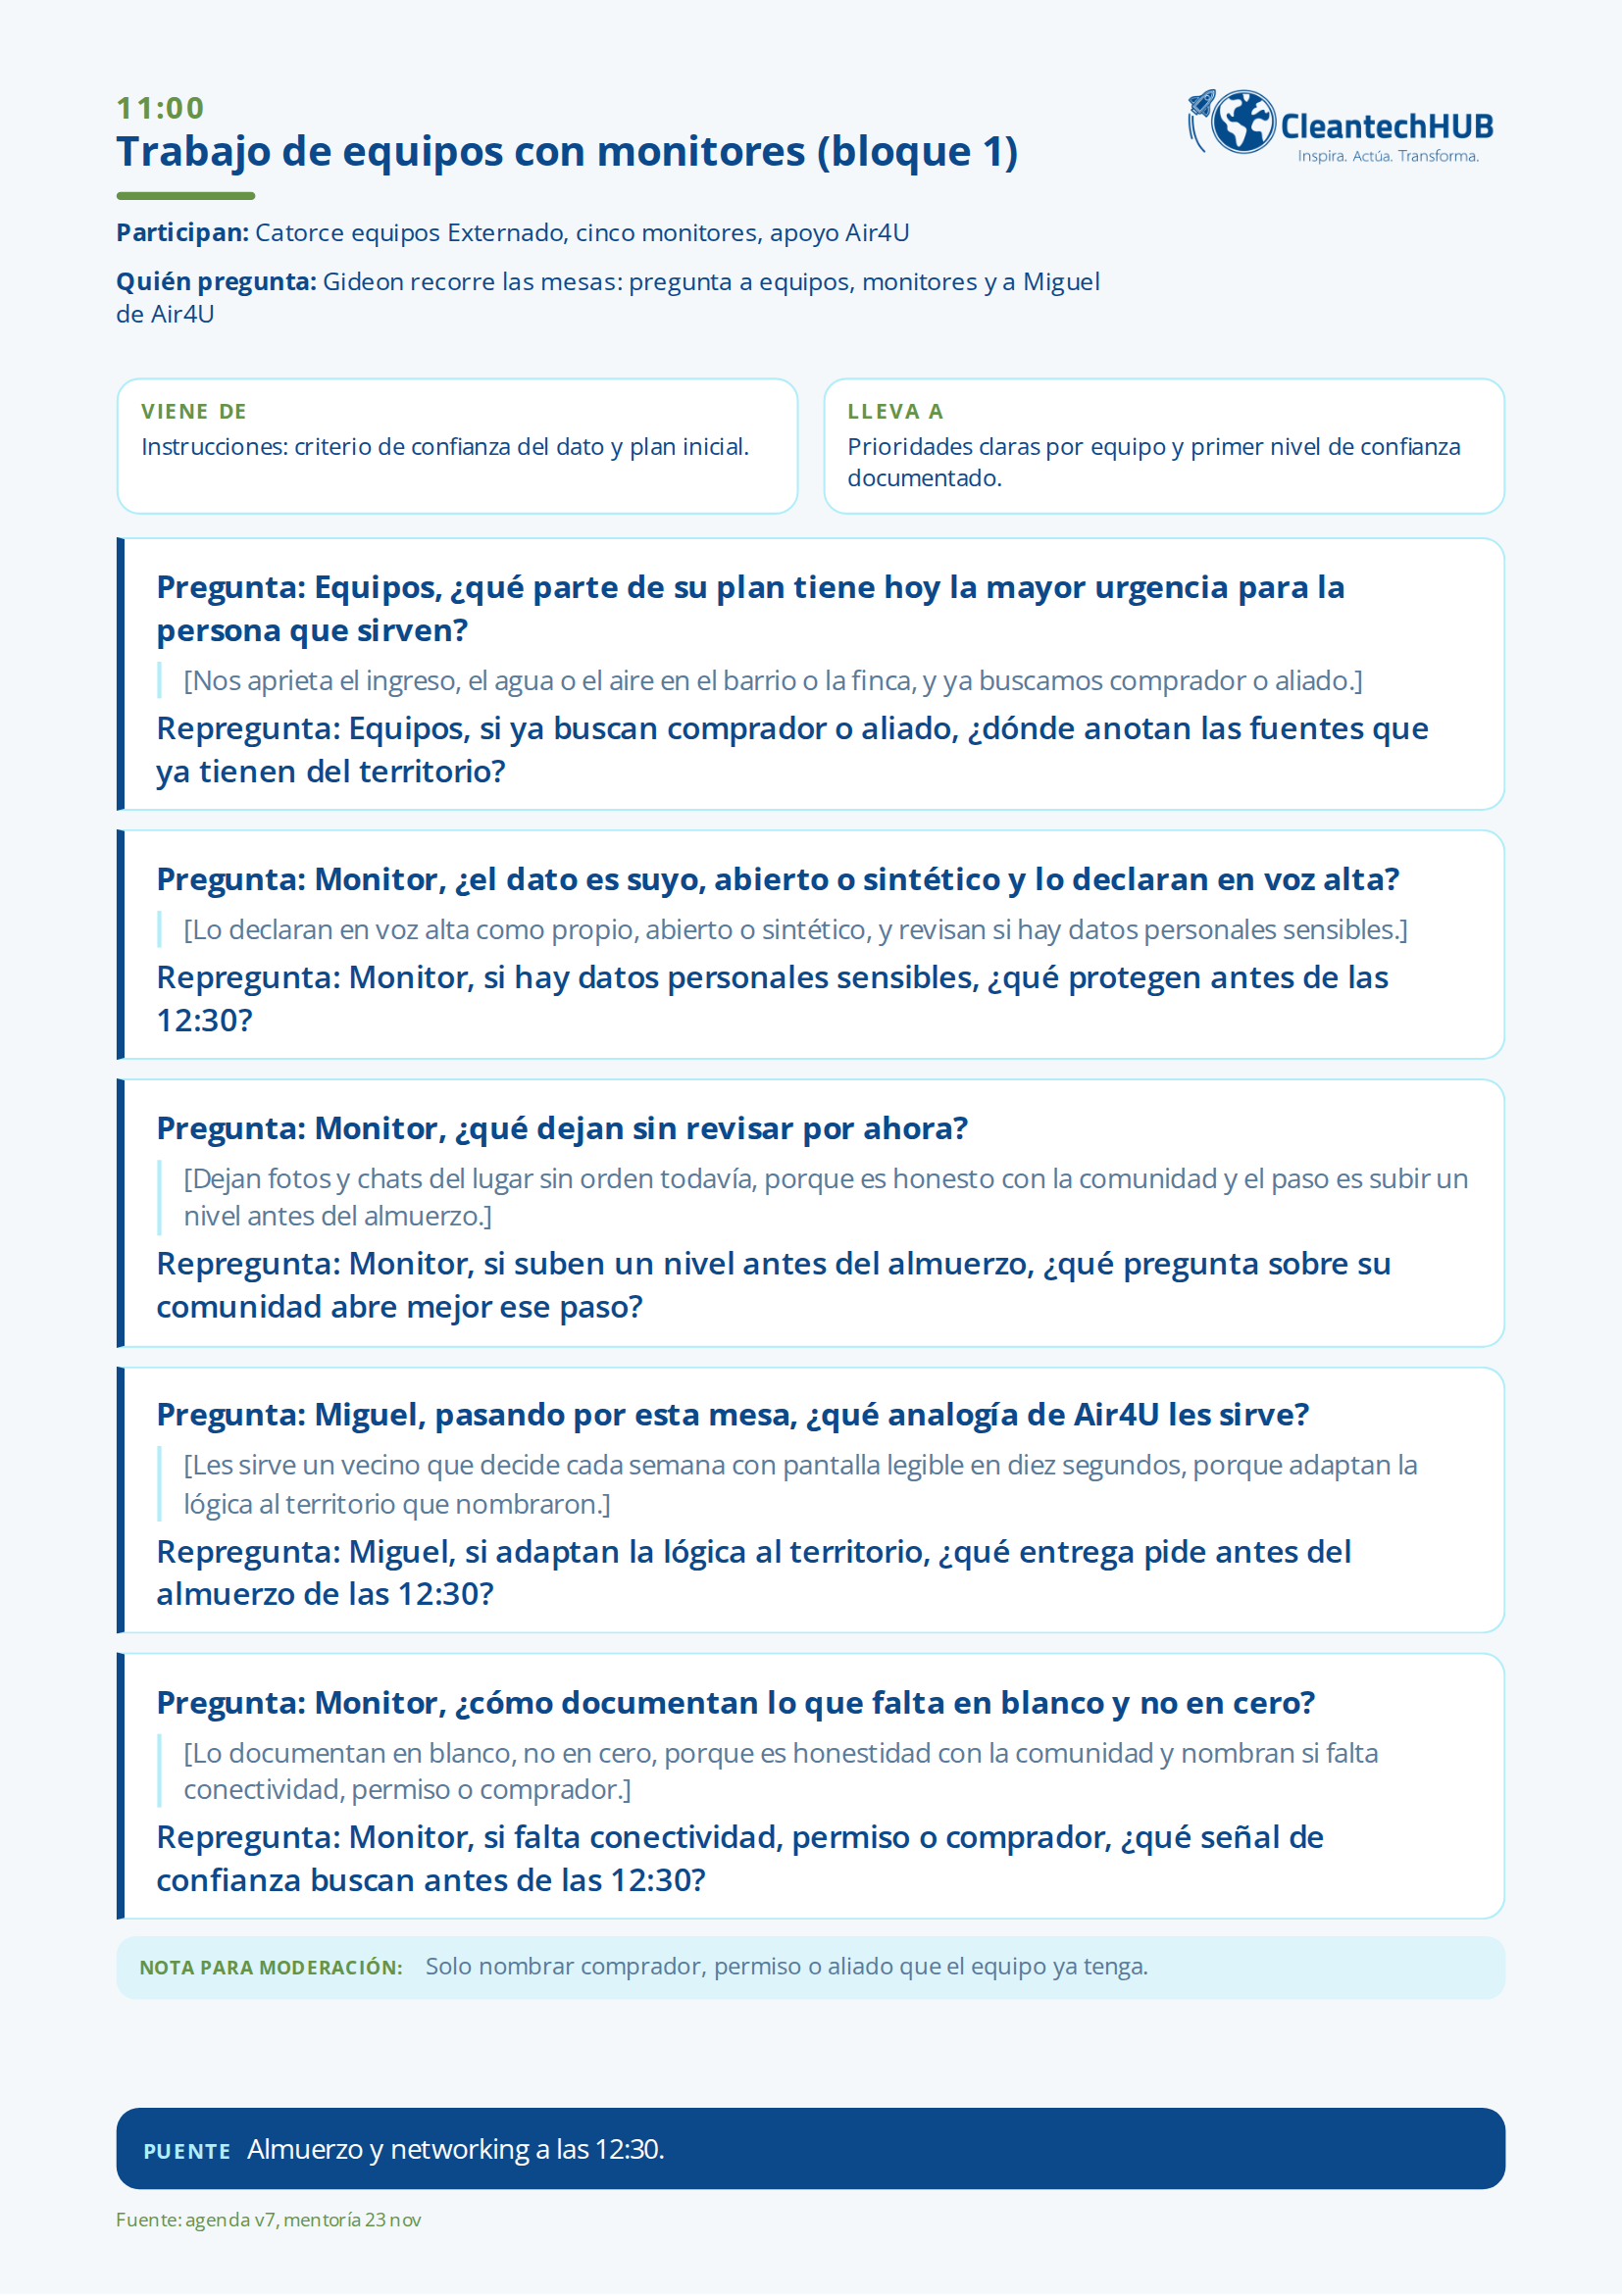 11:00
Trabajo de equipos con monitores (bloque 1)
CleantechHUB
Inspira. Actúa. Transforma.
Participan: Catorce equipos Externado, cinco monitores, apoyo Air4U
Quién pregunta: Gideon recorre las mesas: pregunta a equipos, monitores y a Miguel
de Air4U
VIENE DE
Instrucciones: criterio de confianza del dato y plan inicial.
LLEVA A
Prioridades claras por equipo y primer nivel de confianza
documentado.
Pregunta: Equipos, ¿qué parte de su plan tiene hoy la mayor urgencia para la
persona que sirven?
[Nos aprieta el ingreso, el agua o el aire en el barrio o la finca, y ya buscamos comprador o aliado.]
Repregunta: Equipos, si ya buscan comprador o aliado, ¿dónde anotan las fuentes que
ya tienen del territorio?
Pregunta: Monitor, ¿el dato es suyo, abierto o sintético y lo declaran en voz alta?
[Lo declaran en voz alta como propio, abierto o sintético, y revisan si hay datos personales sensibles.]
Repregunta: Monitor, si hay datos personales sensibles, ¿qué protegen antes de las
12:30?
Pregunta: Monitor, ¿qué dejan sin revisar por ahora?
[Dejan fotos y chats del lugar sin orden todavía, porque es honesto con la comunidad y el paso es subir un
nivel antes del almuerzo.]
Repregunta: Monitor, si suben un nivel antes del almuerzo, ¿qué pregunta sobre su
comunidad abre mejor ese paso?
Pregunta: Miguel, pasando por esta mesa, ¿qué analogía de Air4U les sirve?
[Les sirve un vecino que decide cada semana con pantalla legible en diez segundos, porque adaptan la
lógica al territorio que nombraron.]
Repregunta: Miguel, si adaptan la lógica al territorio, ¿qué entrega pide antes del
almuerzo de las 12:30?
Pregunta: Monitor, ¿cómo documentan lo que falta en blanco y no en cero?
[Lo documentan en blanco, no en cero, porque es honestidad con la comunidad y nombran si falta
conectividad, permiso o comprador.]
Repregunta: Monitor, si falta conectividad, permiso o comprador, ¿qué señal de
confianza buscan antes de las 12:30?
NOTA PARA MODERACIÓN: Solo nombrar comprador, permiso o aliado que el equipo ya tenga.
PUENTE Almuerzo y networking a las 12:30.
Fuente: agenda v7, mentoría 23 nov